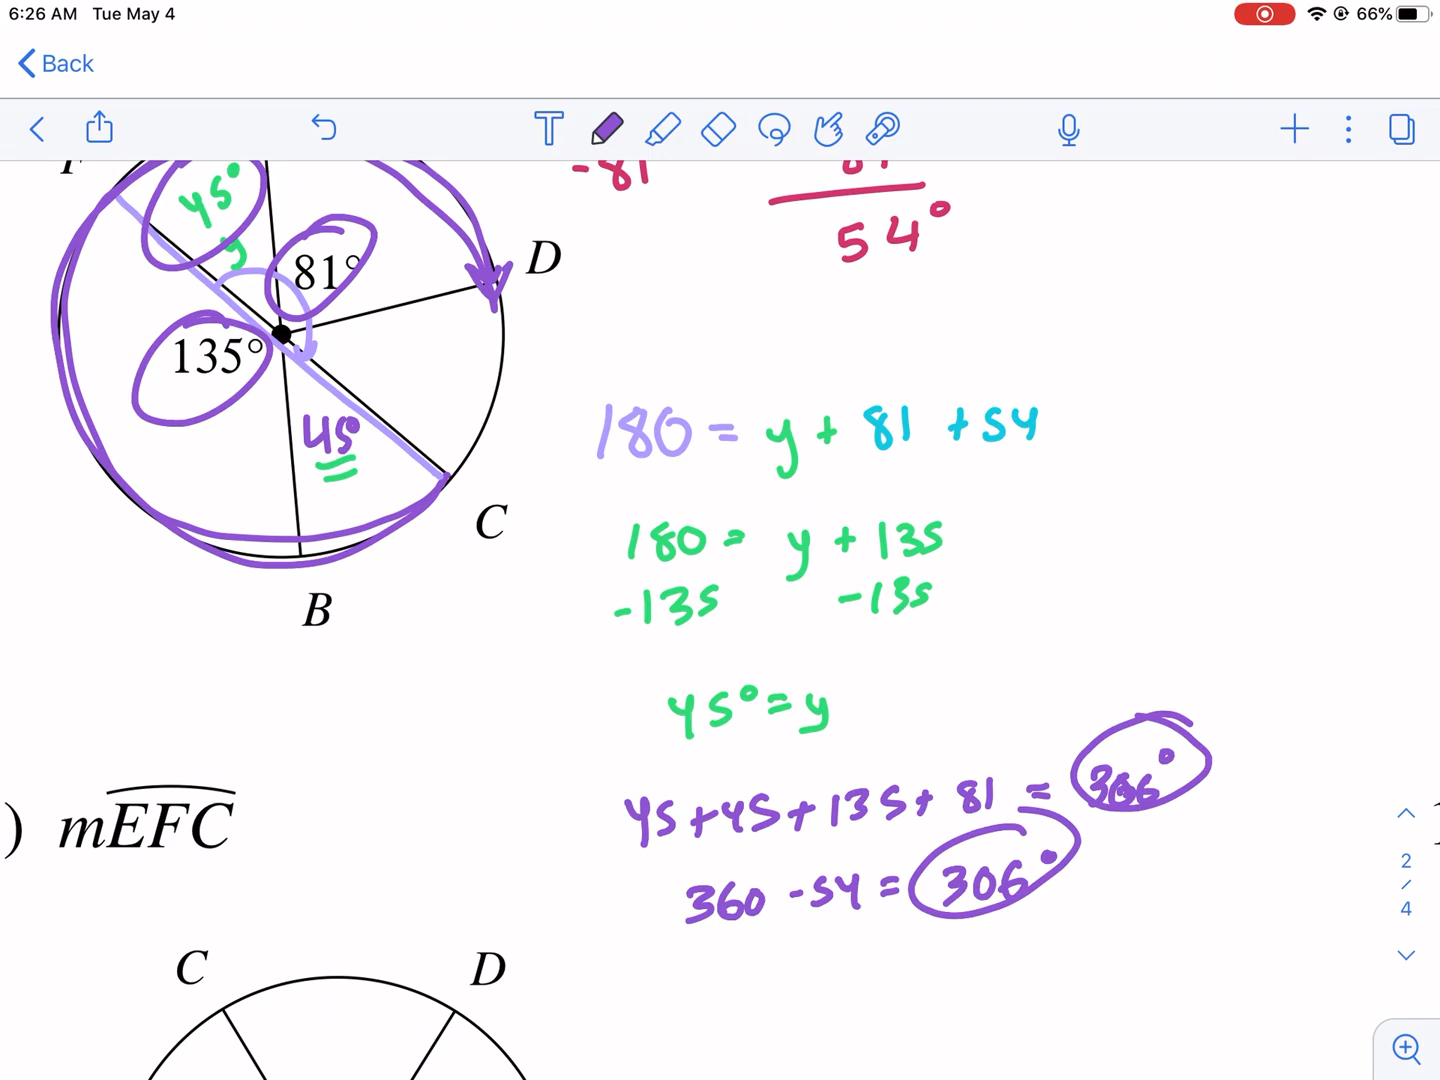 6:26 AM Tue May 4
66%
Back
T
-81
54°
45°
y
81°
D
135°
45°
C
B
180 = y + 81 + 54
180 = y + 135
-135 -135
45° = y
45 + 45 + 135 + 81 = 306°
360 - 54 = 306°
) mEFC
2
/
4
C D